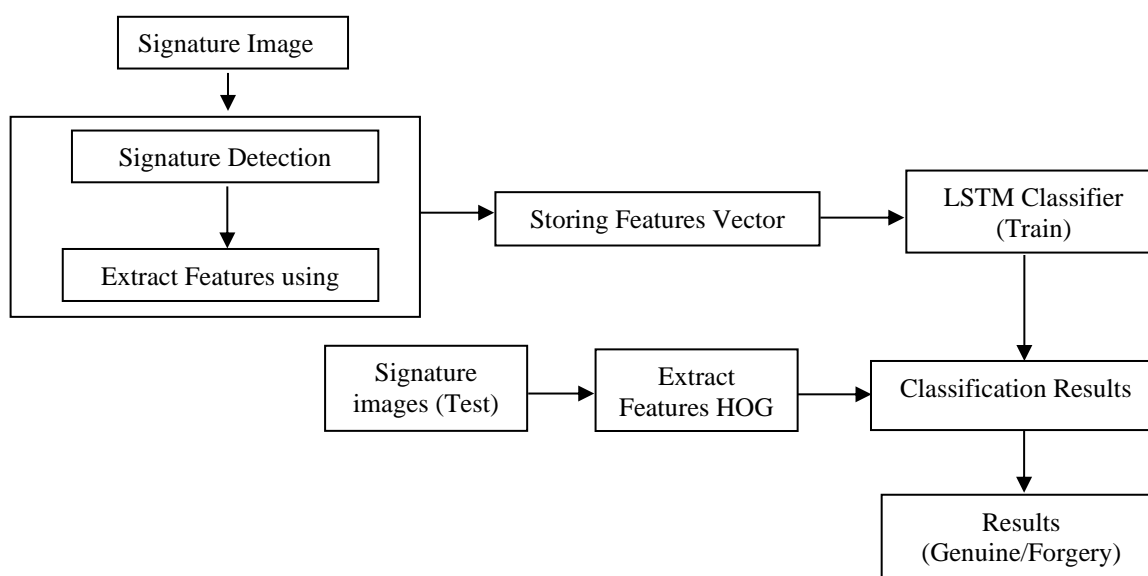 Signature Image
Signature Detection
Extract Features using
Storing Features Vector
LSTM Classifier
(Train)
Signature
images (Test)
Extract
Features HOG
Classification Results
Results
(Genuine/Forgery)